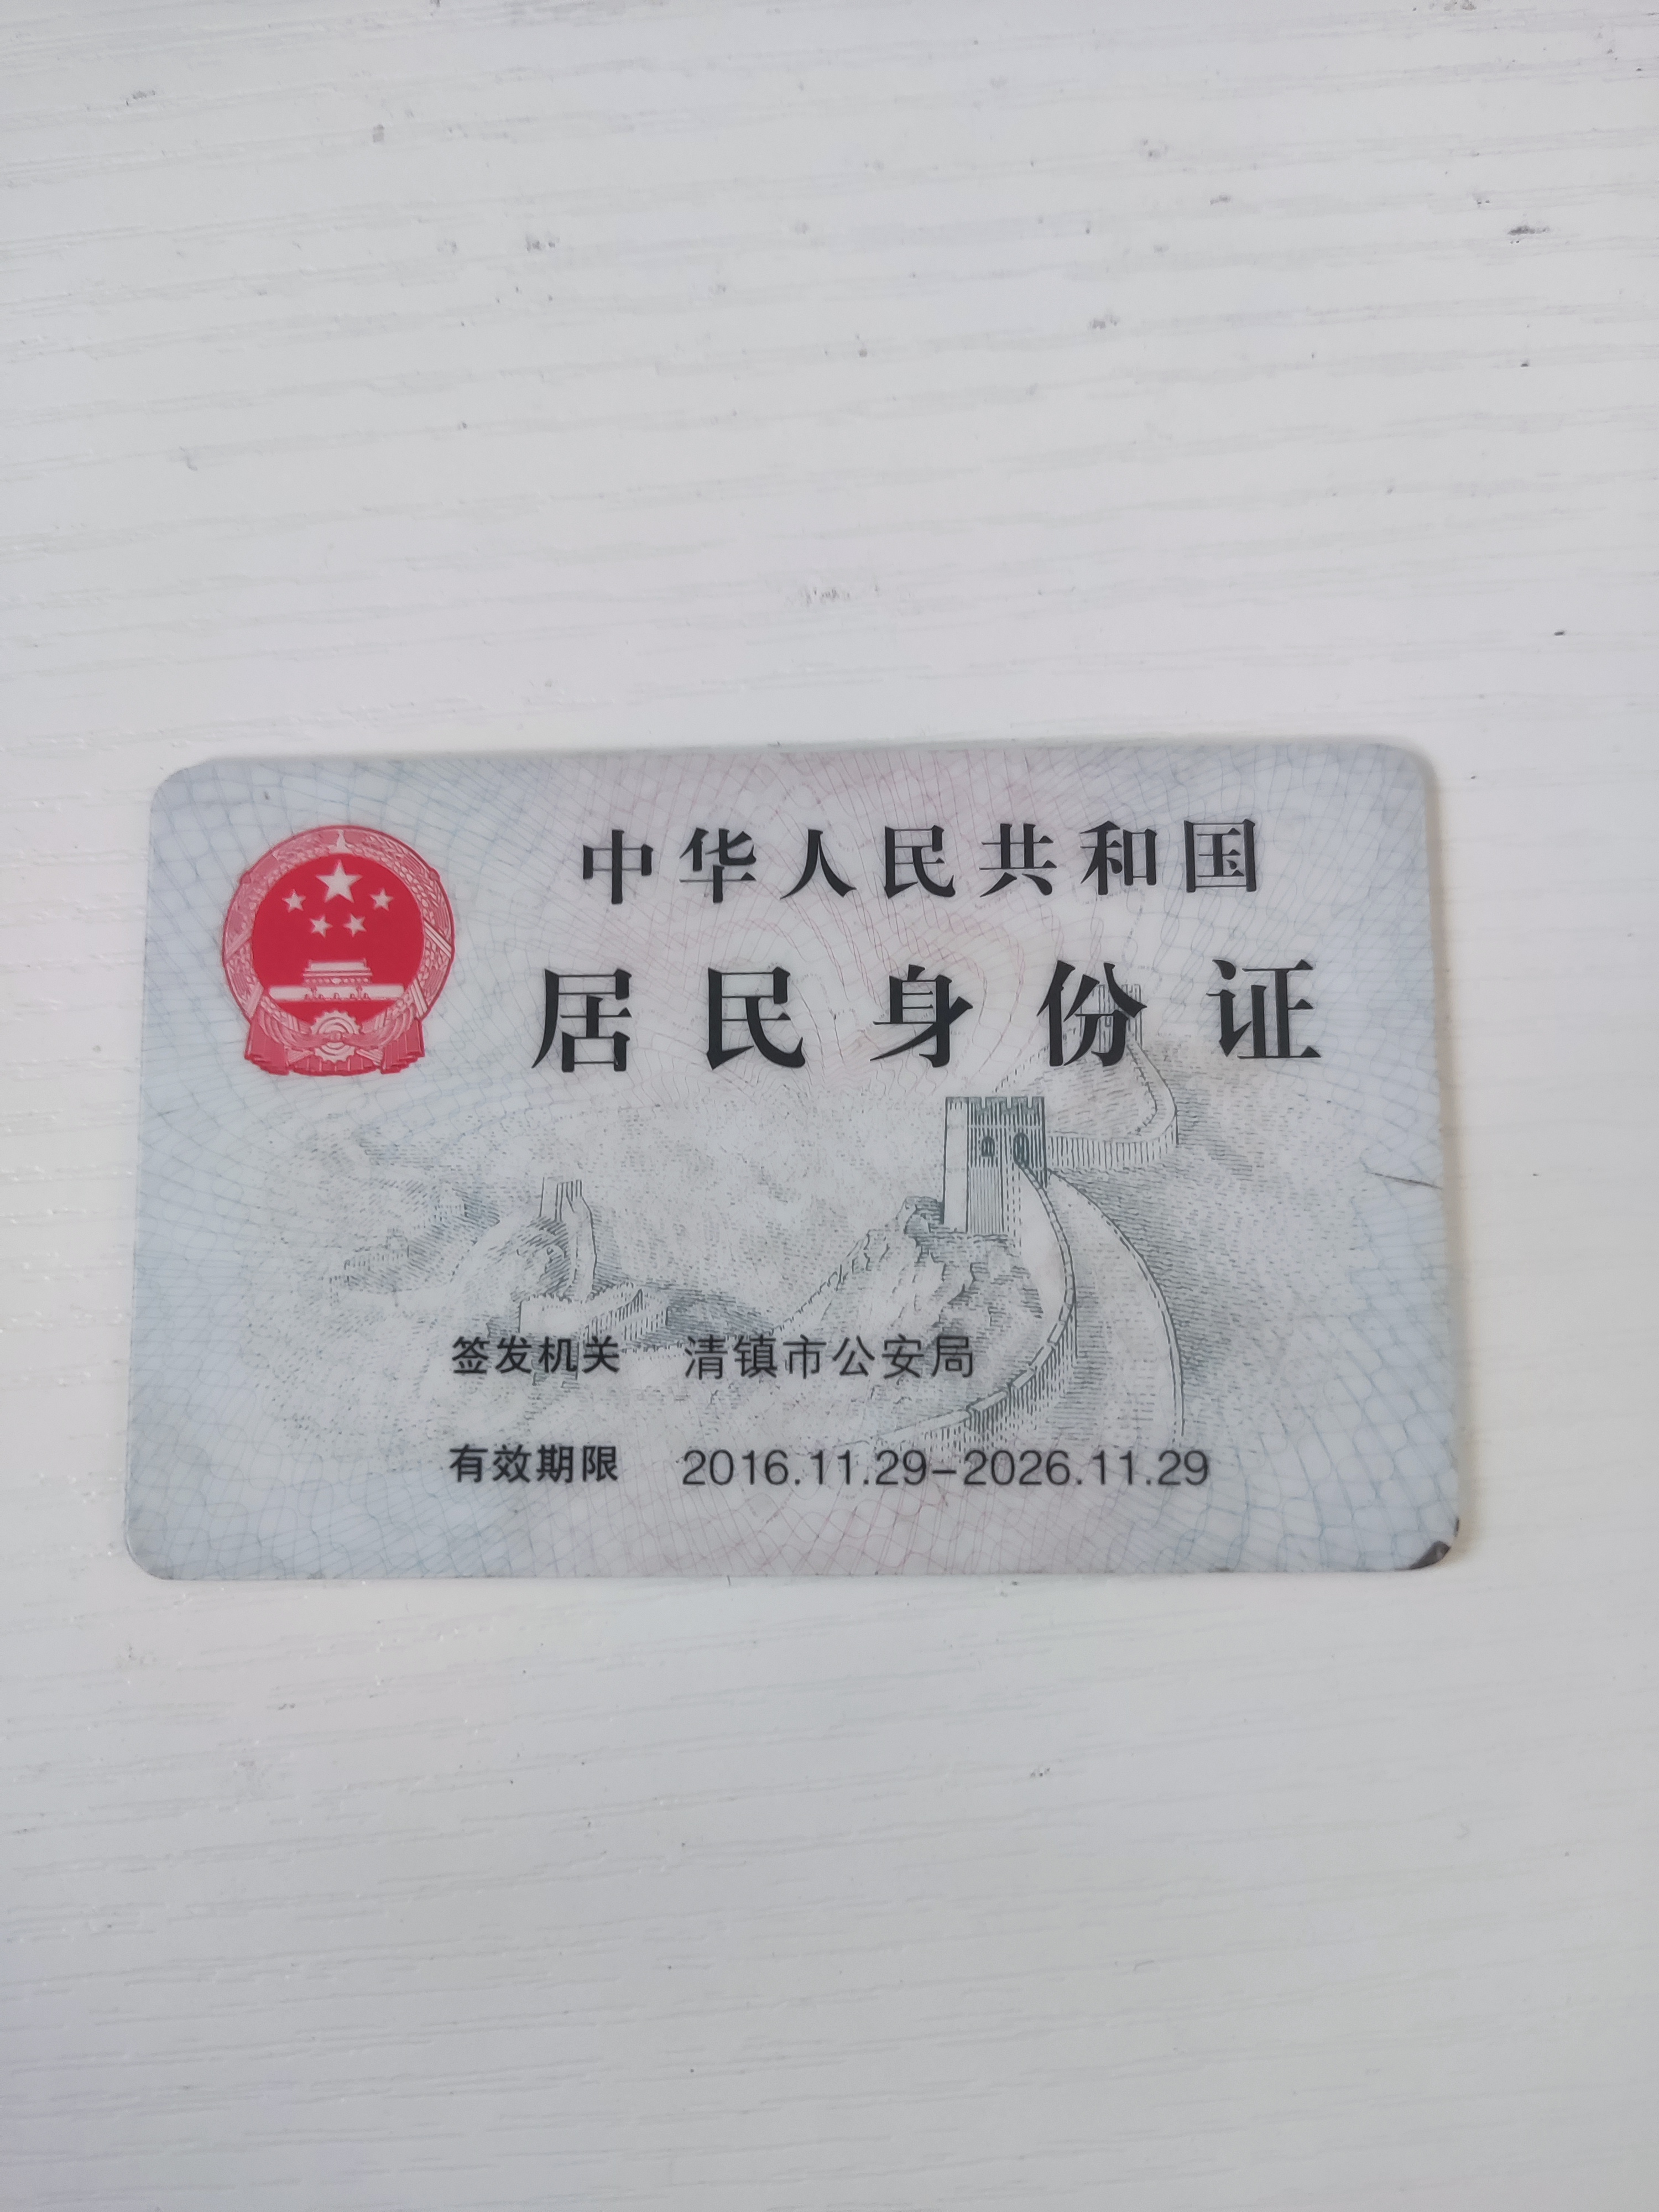 中华人民共和国
居民身份证
签发机关 清镇市公安局
有效期限 2016.11.29-2026.11.29